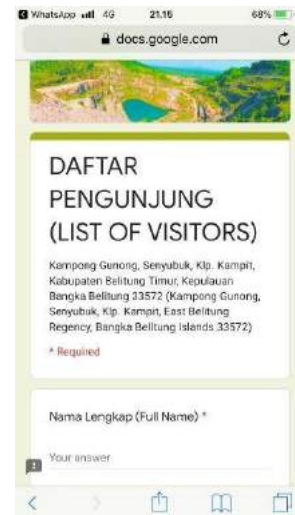 WhatsApp 4G 21.15 68%
docs.google.com
DAFTAR
PENGUNJUNG
(LIST OF VISITORS)
Kampong Gunong, Senyubuk, Klp. Kampit,
Kabupaten Belitung Timur, Kepulauan
Bangka Belitung 33572 (Kampong Gunong,
Senyubuk, Klp. Kampit, East Belitung
Regency, Bangka Belitung Islands 33572)
* Required
Nama Lengkap (Full Name) *
Your answer